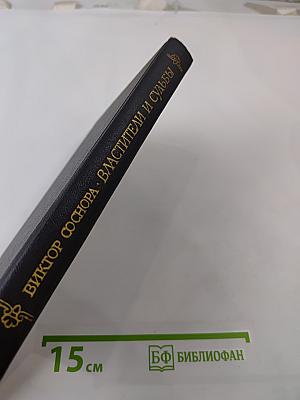 ВИКТОР СОСНОРА · ВЛАСТИТЕЛИ И СУДЬБЫ
15 см
БФ БИБЛИОФАН